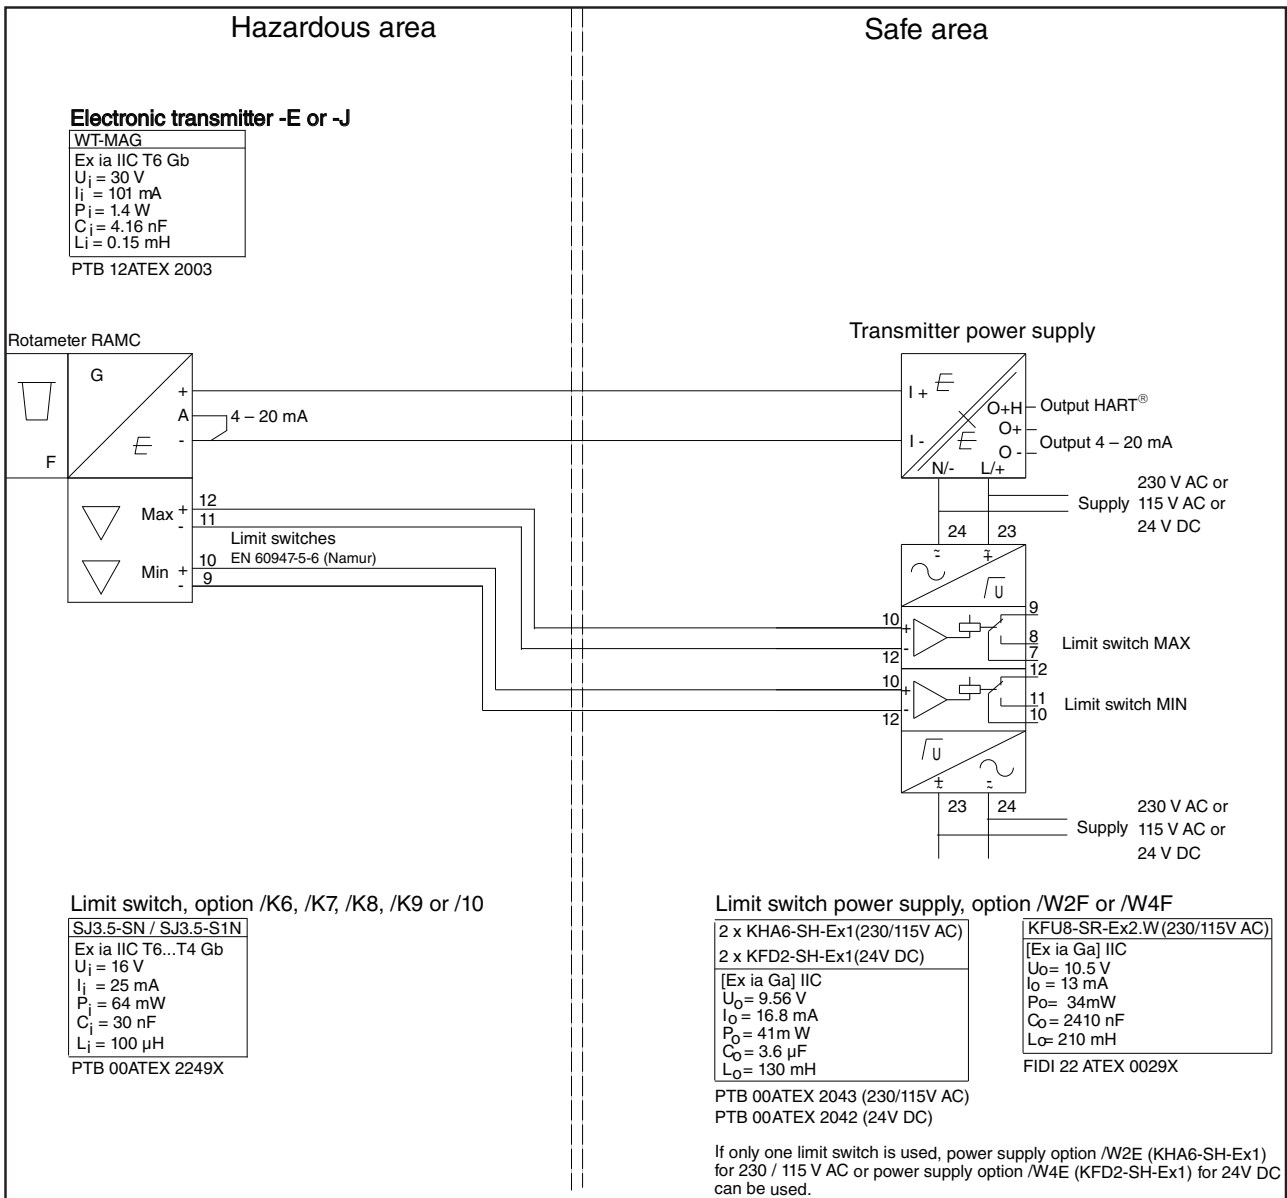 Hazardous area
Safe area
Electronic transmitter -E or -J
WT-MAG
Ex ia IIC T6 Gb
Ui = 30 V
Ii = 101 mA
Pi = 1.4 W
Ci = 4.16 nF
Li = 0.15 mH
PTB 12ATEX 2003
Rotameter RAMC
G
F
+
A
-
4 – 20 mA
E
Transmitter power supply
I +
I -
E
E
O+H
O+
O -
Output HART®
Output 4 – 20 mA
N/-
L/+
230 V AC or
Supply 115 V AC or
24 V DC
24
23
Max + 12
- 11
Limit switches
EN 60947-5-6 (Namur)
Min + 10
- 9
U
10 +
- 12
9
8
7
Limit switch MAX
10 +
- 12
12
11
10
Limit switch MIN
U
23
24
230 V AC or
Supply 115 V AC or
24 V DC
Limit switch, option /K6, /K7, /K8, /K9 or /10
SJ3.5-SN / SJ3.5-S1N
Ex ia IIC T6...T4 Gb
Ui = 16 V
Ii = 25 mA
Pi = 64 mW
Ci = 30 nF
Li = 100 µH
PTB 00ATEX 2249X
Limit switch power supply, option /W2F or /W4F
2 x KHA6-SH-Ex1(230/115V AC)
2 x KFD2-SH-Ex1(24V DC)
[Ex ia Ga] IIC
Uo= 9.56 V
Io = 16.8 mA
Po= 41m W
Co = 3.6 µF
Lo= 130 mH
PTB 00ATEX 2043 (230/115V AC)
PTB 00ATEX 2042 (24V DC)
KFU8-SR-Ex2.W(230/115V AC)
[Ex ia Ga] IIC
Uo= 10.5 V
Io = 13 mA
Po= 34mW
Co= 2410 nF
Lo= 210 mH
FIDI 22 ATEX 0029X
If only one limit switch is used, power supply option /W2E (KHA6-SH-Ex1)
for 230 / 115 V AC or power supply option /W4E (KFD2-SH-Ex1) for 24V DC
can be used.